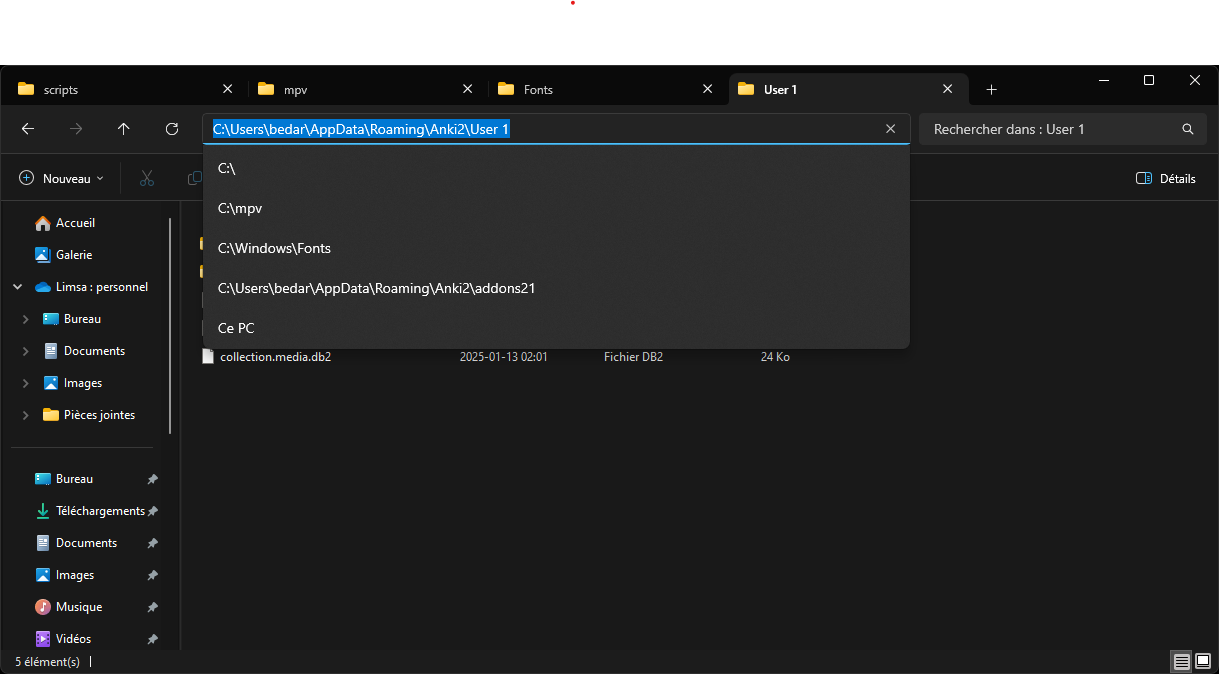 scripts
mpv
Fonts
User 1
C:\Users\bedar\AppData\Roaming\Anki2\User 1
Rechercher dans : User 1
C:\
C:\mpv
C:\Windows\Fonts
C:\Users\bedar\AppData\Roaming\Anki2\addons21
Ce PC
Nouveau
Détails
Accueil
Galerie
Limsa : personnel
Bureau
Documents
Images
Pièces jointes
collection.media.db2 2025-01-13 02:01 Fichier DB2 24 Ko
Bureau
Téléchargements
Documents
Images
Musique
Vidéos
5 élément(s)